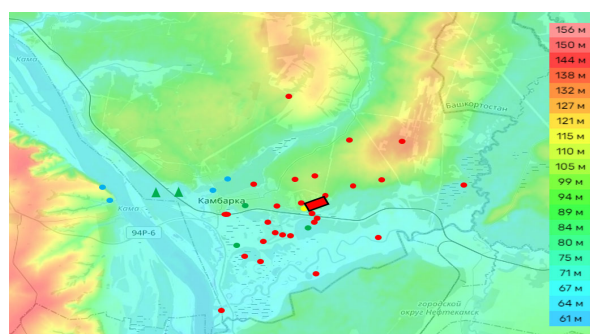 Кама
Башкортостан
Камбарка
Кама
94Р-6
городской
округ Нефтекамск
156 м
150 м
144 м
138 м
132 м
127 м
121 м
115 м
110 м
105 м
99 м
94 м
89 м
84 м
80 м
75 м
71 м
67 м
64 м
61 м